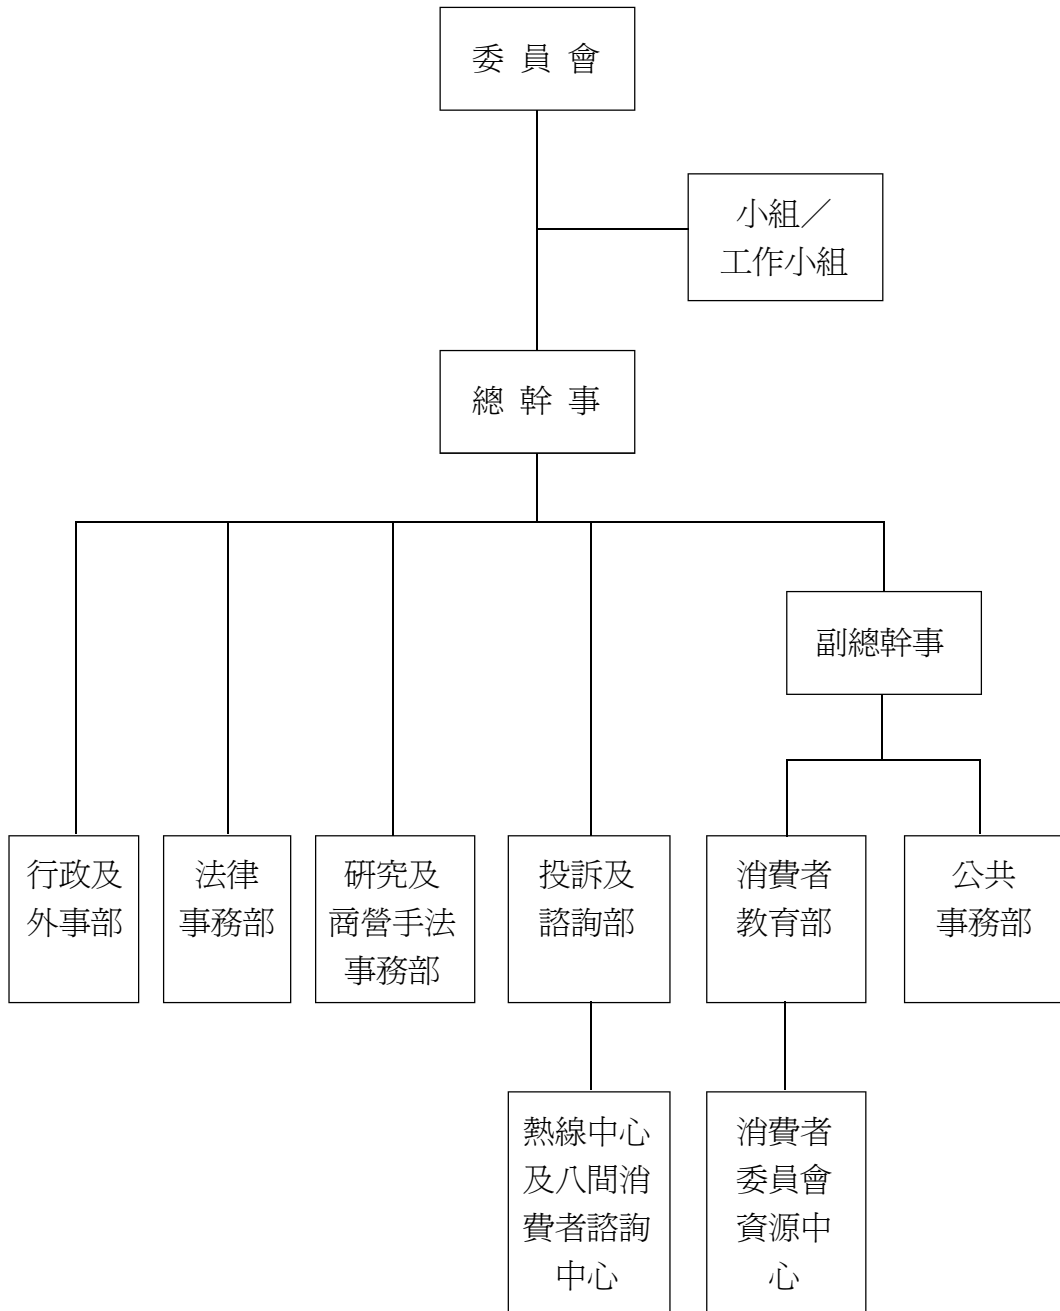 委 員 會
小組／
工作小組
總 幹 事
副總幹事
行政及
外事部
法律
事務部
研究及
商營手法
事務部
投訴及
諮詢部
消費者
教育部
公共
事務部
熱線中心
及八間消
費者諮詢
中心
消費者
委員會
資源中
心